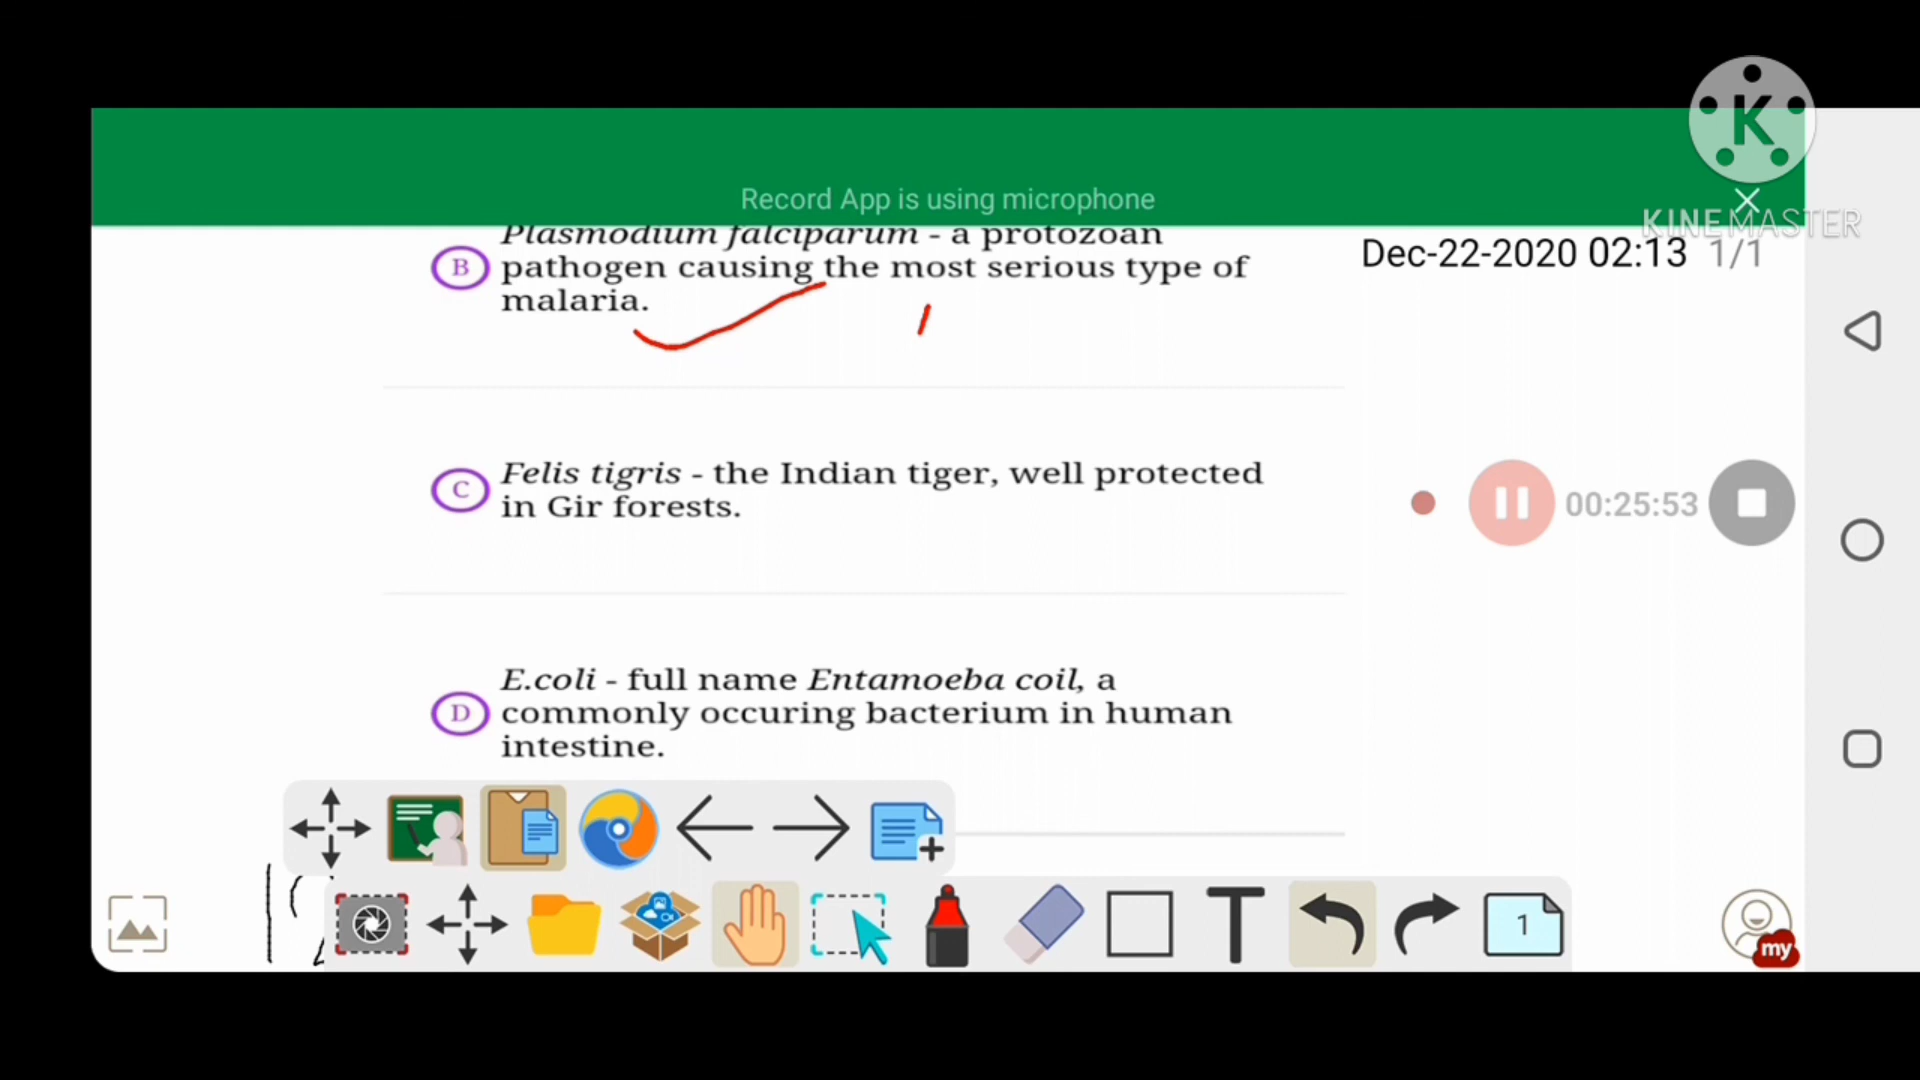 K
Record App is using microphone
KINEMASTER
Dec-22-2020 02:13 1/1
B
Plasmodium falciparum - a protozoan
pathogen causing the most serious type of
malaria.
C
Felis tigris - the Indian tiger, well protected
in Gir forests.
00:25:53
D
E.coli - full name Entamoeba coil, a
commonly occuring bacterium in human
intestine.
T
1
my